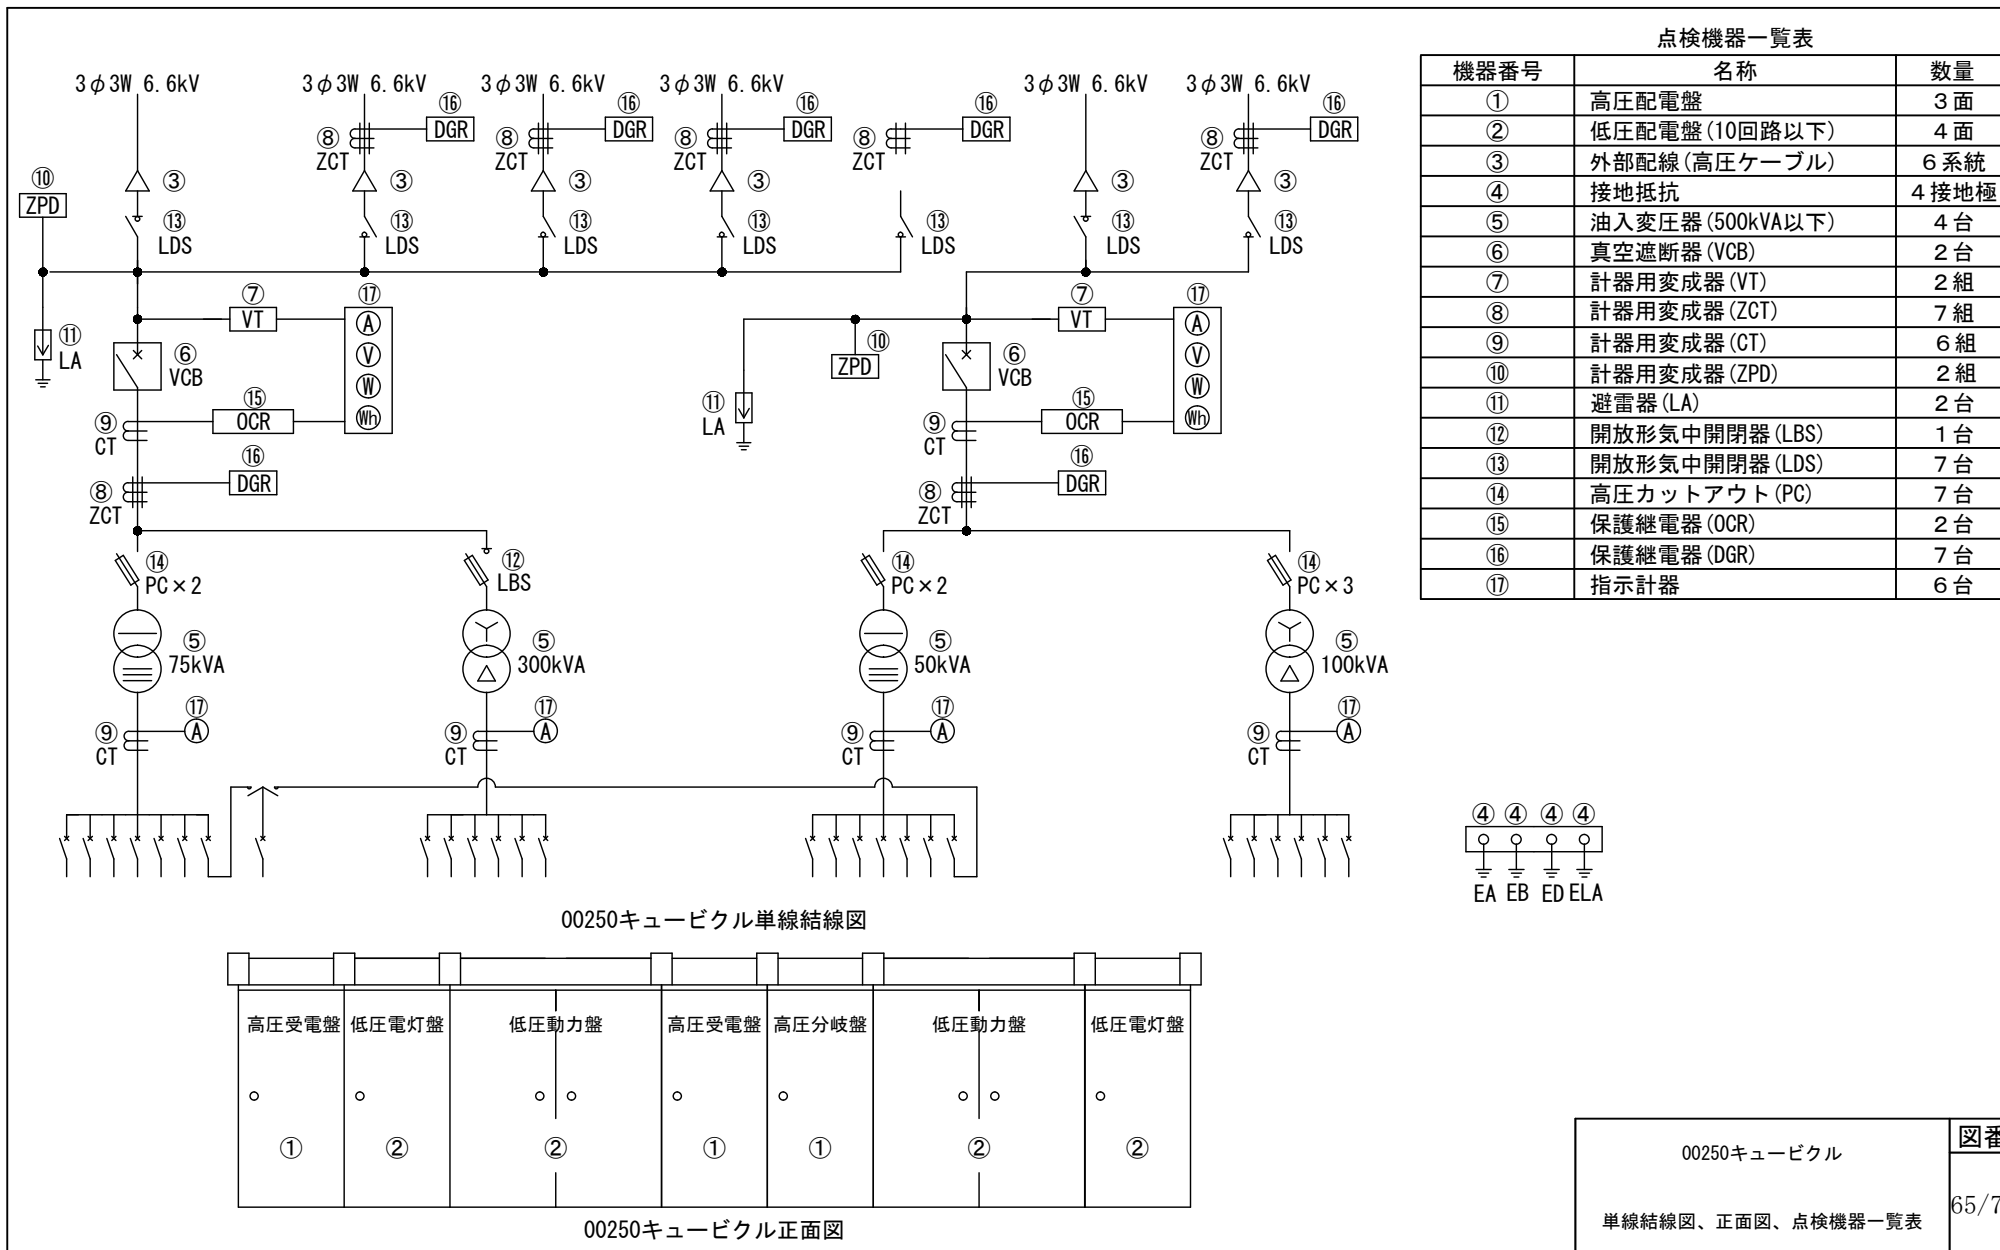 点検機器一覧表
機器番号 名称 数量
① 高圧配電盤 3面
② 低圧配電盤(10回路以下) 4面
③ 外部配線(高圧ケーブル) 6系統
④ 接地抵抗 4接地極
⑤ 油入変圧器(500kVA以下) 4台
⑥ 真空遮断器(VCB) 2台
⑦ 計器用変成器(VT) 2組
⑧ 計器用変成器(ZCT) 7組
⑨ 計器用変成器(CT) 6組
⑩ 計器用変成器(ZPD) 2組
⑪ 避雷器(LA) 2台
⑫ 開放形気中開閉器(LBS) 1台
⑬ 開放形気中開閉器(LDS) 7台
⑭ 高圧カットアウト(PC) 7台
⑮ 保護継電器(OCR) 2台
⑯ 保護継電器(DGR) 7台
⑰ 指示計器 6台
3φ3W 6.6kV 3φ3W 6.6kV 3φ3W 6.6kV 3φ3W 6.6kV 3φ3W 6.6kV 3φ3W 6.6kV
⑯ ⑯ ⑯ ⑯ ⑯
⑧ DGR ⑧ DGR ⑧ DGR ⑧ DGR ⑧ DGR
ZCT ZCT ZCT ZCT ZCT
⑩ ③ ③ ③ ③ ③ ③
ZPD ⑬ ⑬ ⑬ ⑬ ⑬ ⑬ ⑬
LDS LDS LDS LDS LDS LDS LDS
⑦ ⑰ ⑦ ⑰
VT A VT A
⑪ ⑥ V ⑩ ⑥ V
LA VCB W ZPD VCB W
⑮ ⑪ ⑮
⑨ OCR Wh LA ⑨ OCR Wh
CT CT
⑯ ⑯
⑧ DGR ⑧ DGR
ZCT ZCT
⑭ ⑫ ⑭ ⑭
PC×2 LBS PC×2 PC×3
⑤ ⑤ ⑤ ⑤
75kVA 300kVA 50kVA 100kVA
⑰ ⑰ ⑰ ⑰
⑨ A ⑨ A ⑨ A ⑨ A
CT CT CT CT
④ ④ ④ ④
EA EB ED ELA
00250キュービクル単線結線図
高圧受電盤 低圧電灯盤 低圧動力盤 高圧受電盤 高圧分岐盤 低圧動力盤 低圧電灯盤
① ② ② ① ① ② ②
00250キュービクル正面図
00250キュービクル
単線結線図、正面図、点検機器一覧表
図番
65/7